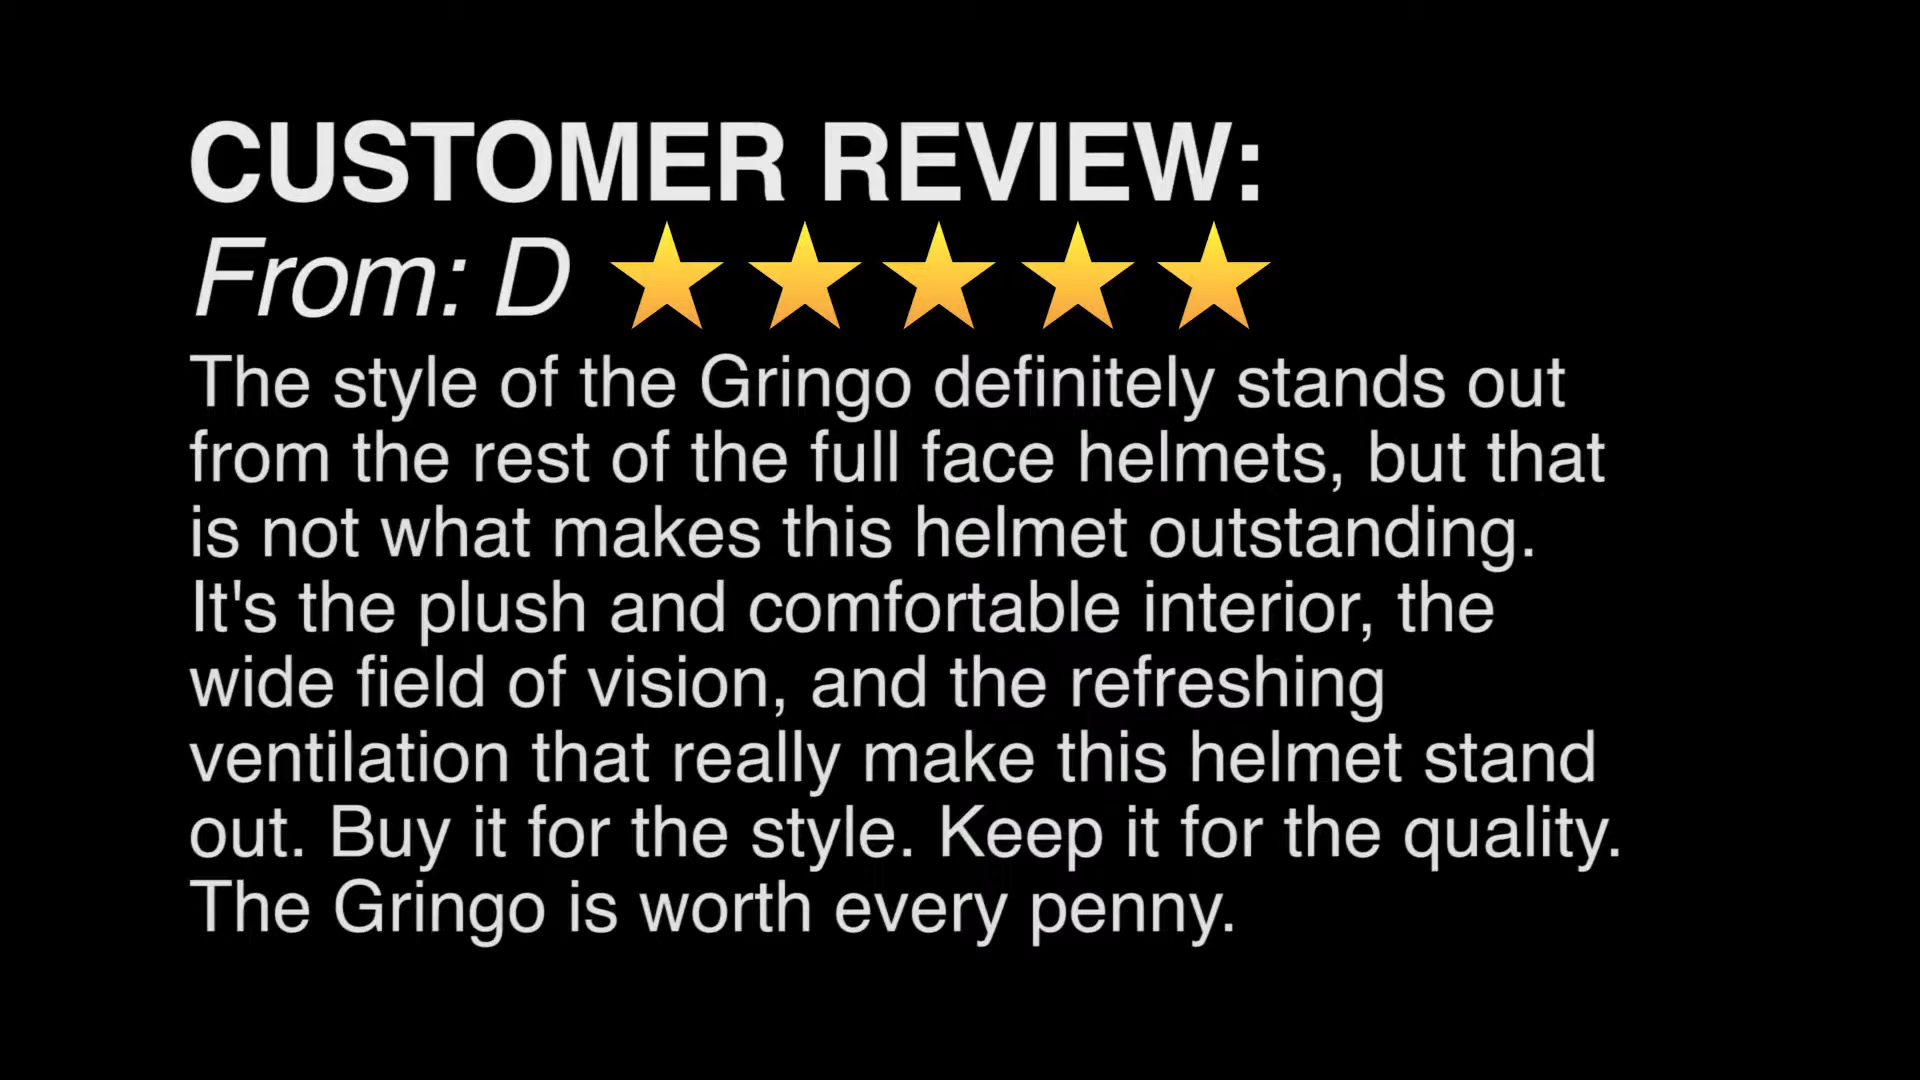 CUSTOMER REVIEW:
From: D ⭐⭐⭐⭐⭐
The style of the Gringo definitely stands out
from the rest of the full face helmets, but that
is not what makes this helmet outstanding.
It's the plush and comfortable interior, the
wide field of vision, and the refreshing
ventilation that really make this helmet stand
out. Buy it for the style. Keep it for the quality.
The Gringo is worth every penny.